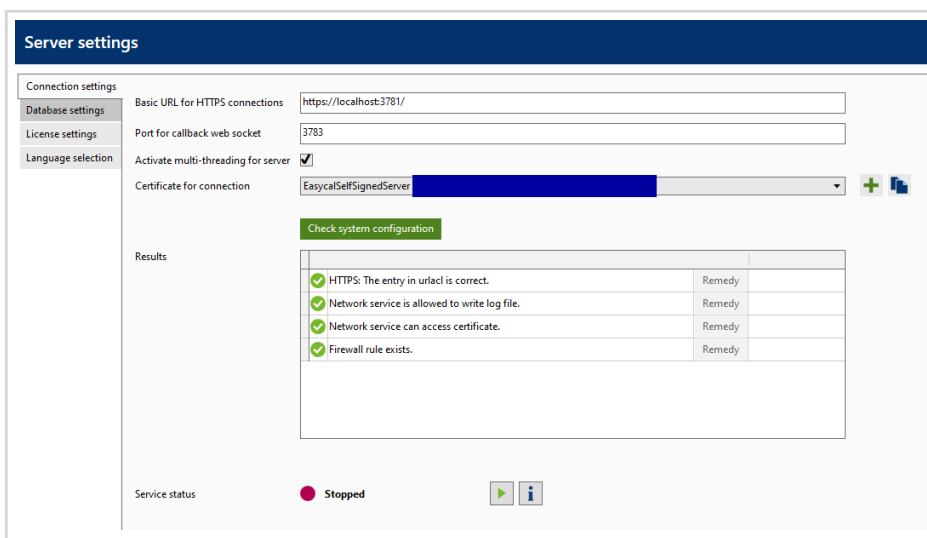 Server settings
Connection settings
Database settings
License settings
Language selection
Basic URL for HTTPS connections https://localhost:3781/
Port for callback web socket 3783
Activate multi-threading for server
Certificate for connection EasycalSelfSignedServer
Check system configuration
Results
HTTPS: The entry in urlacl is correct. Remedy
Network service is allowed to write log file. Remedy
Network service can access certificate. Remedy
Firewall rule exists. Remedy
Service status Stopped